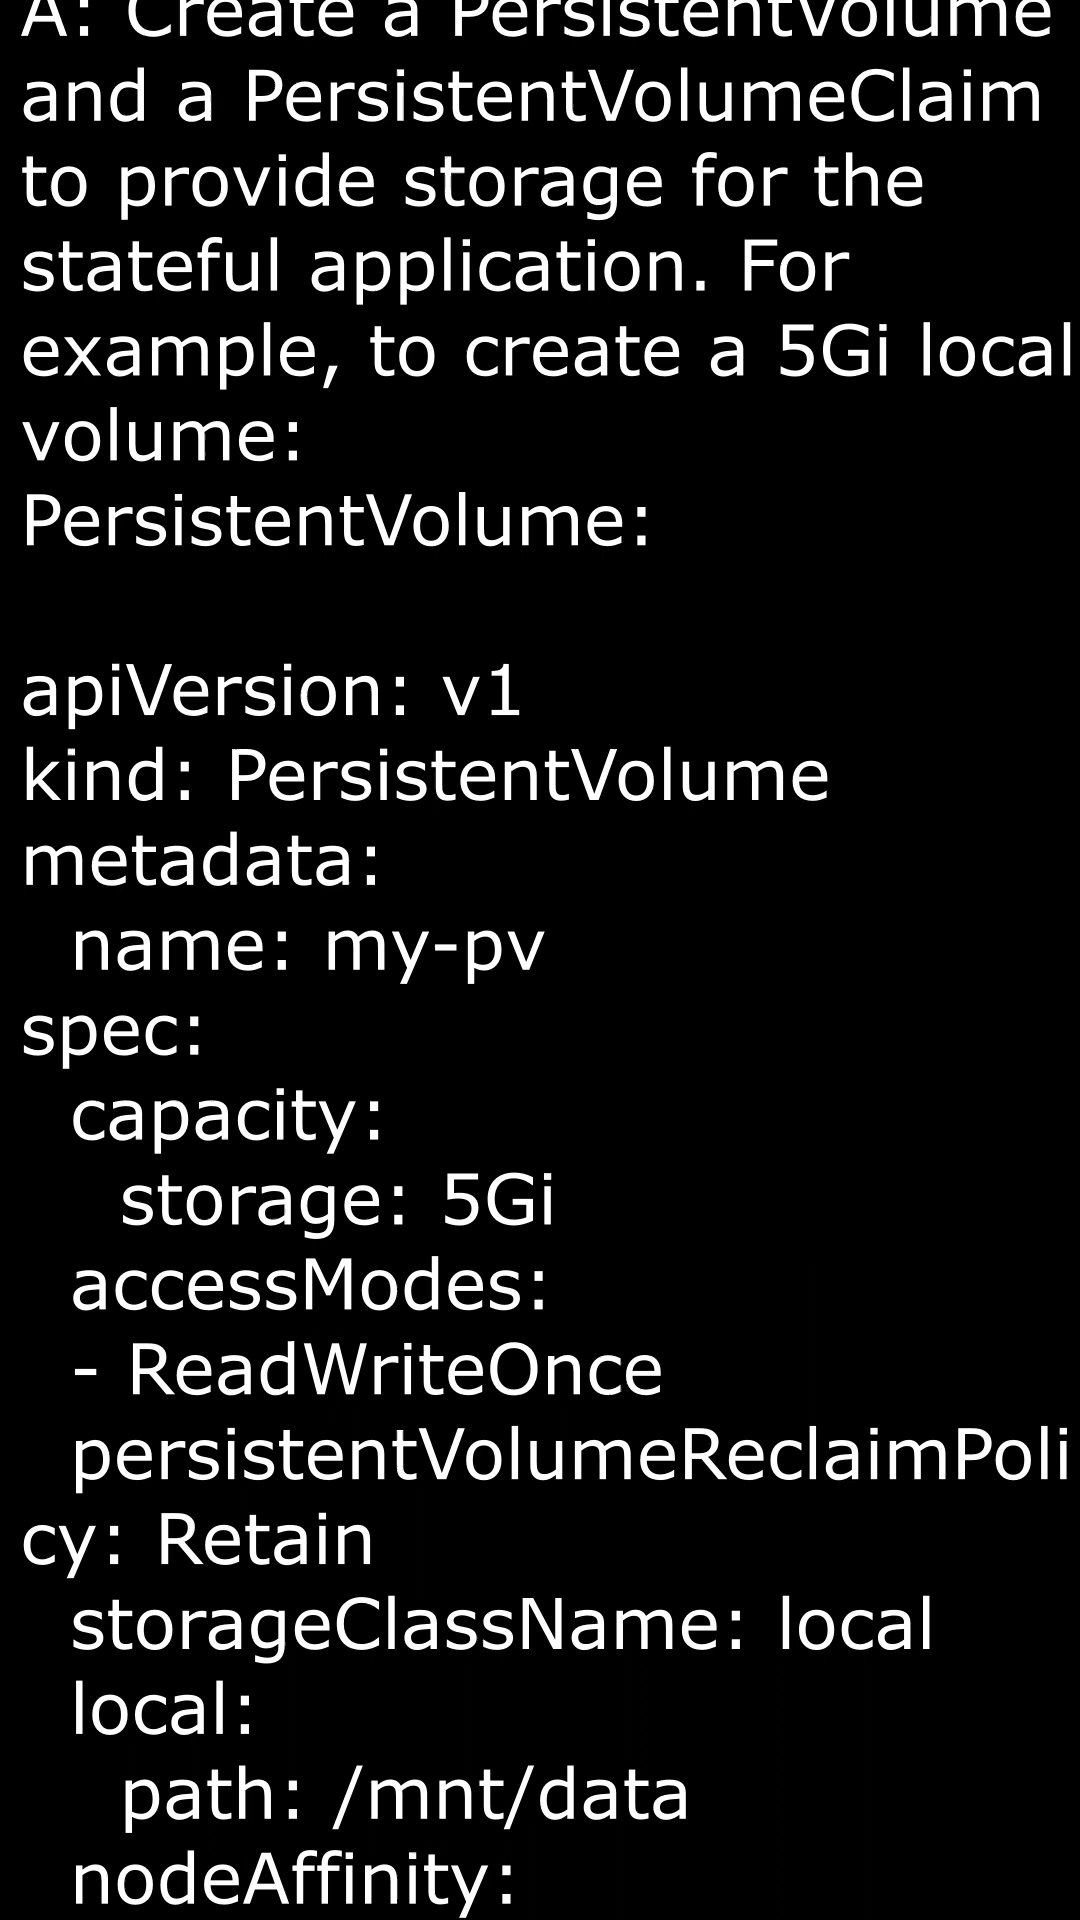 A: Create a PersistentVolume
and a PersistentVolumeClaim
to provide storage for the
stateful application. For
example, to create a 5Gi local
volume:
PersistentVolume:

apiVersion: v1
kind: PersistentVolume
metadata:
  name: my-pv
spec:
  capacity:
    storage: 5Gi
  accessModes:
  - ReadWriteOnce
  persistentVolumeReclaimPoli
cy: Retain
  storageClassName: local
  local:
    path: /mnt/data
  nodeAffinity: